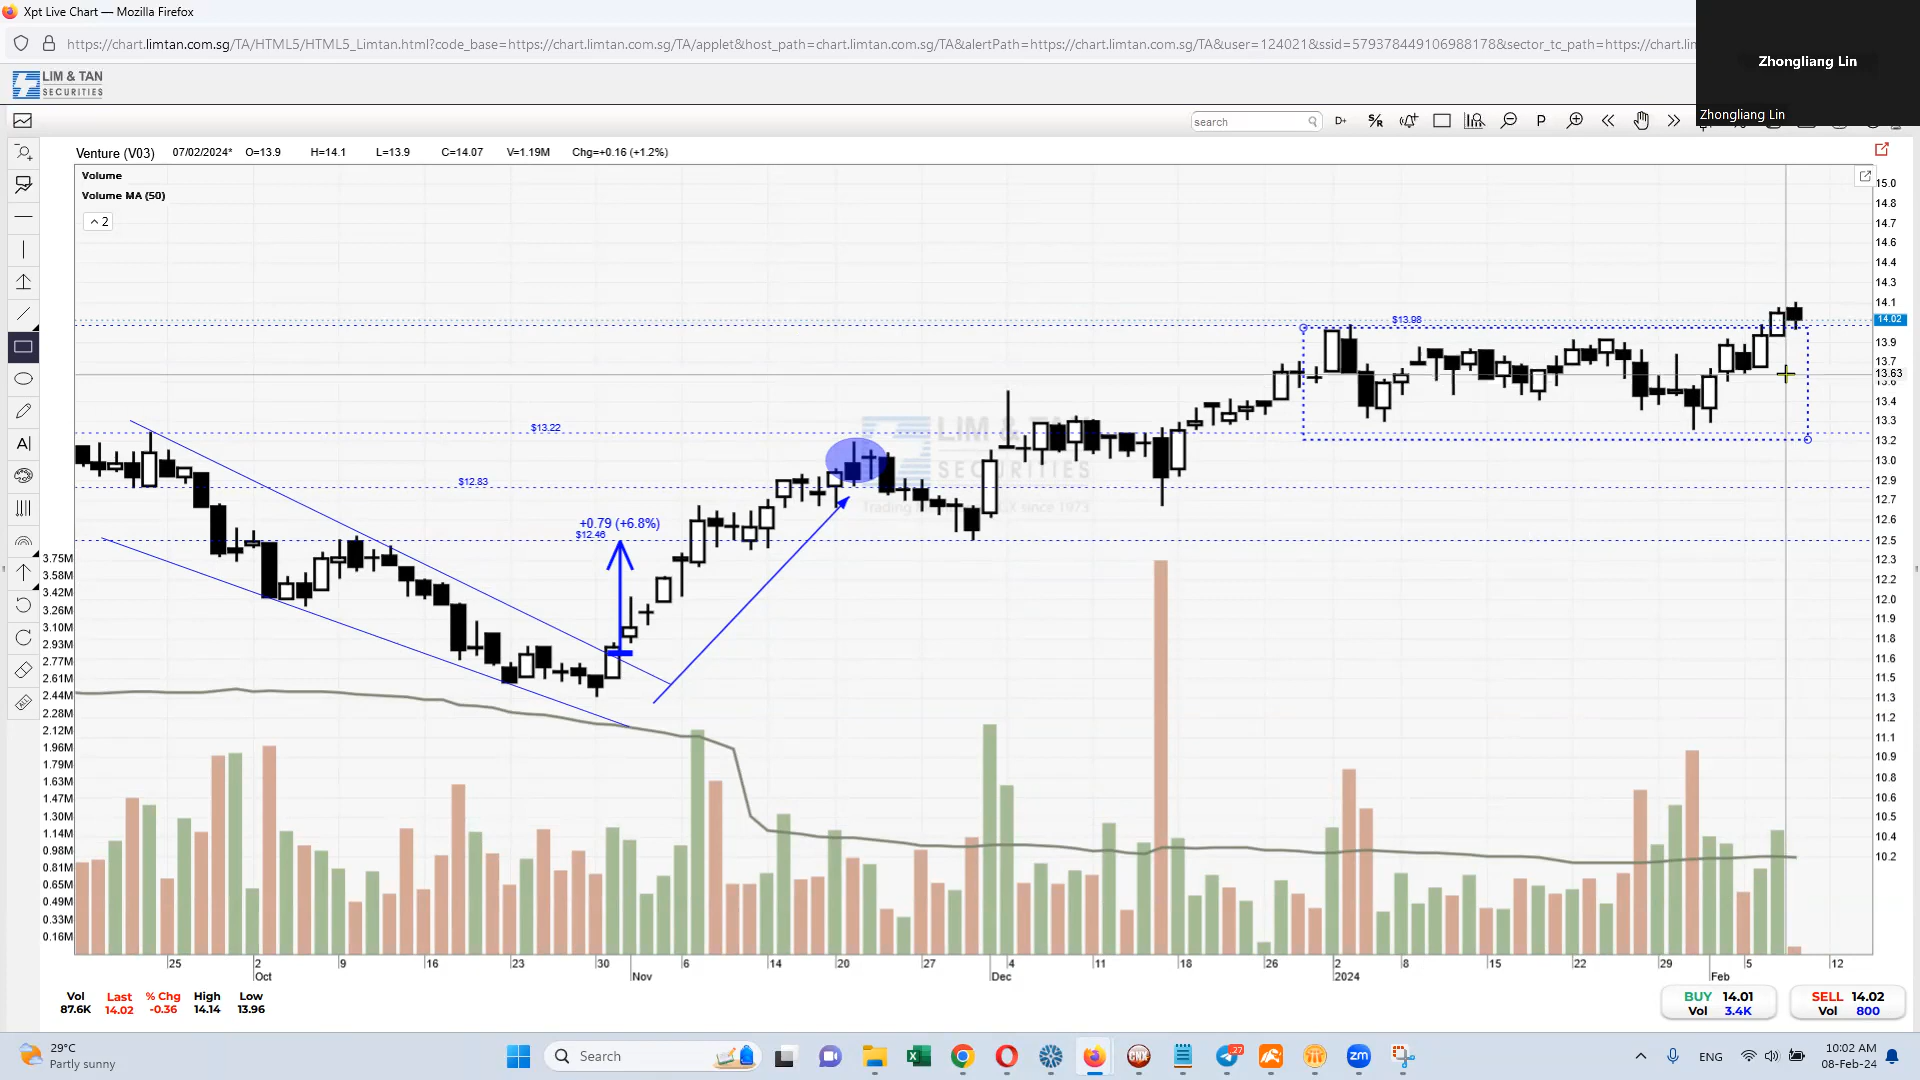 Xpt Live Chart — Mozilla Firefox
https://chart.limtan.com.sg/TA/HTML5/HTML5_Limtan.html?code_base=https://chart.limtan.com.sg/TA/applet&host_path=chart.limtan.com.sg/TA&alertPath=https://chart.limtan.com.sg/TA&user=124021&ssid=579378449106988178&sector_tc_path=https://chart.lim
Zhongliang Lin
Zhongliang Lin
LIM & TAN
SECURITIES
search
D+
S/R
P
Venture (V03) 07/02/2024* O=13.9 H=14.1 L=13.9 C=14.07 V=1.19M Chg=+0.16 (+1.2%)
Volume
Volume MA (50)
2
A|
ALL
15.0
14.8
14.7
14.6
14.4
14.3
14.1
14.02
13.9
13.7
13.63
13.6
13.4
13.3
13.2
13.0
12.9
12.7
12.6
12.5
12.3
12.2
12.0
11.9
11.8
11.6
11.5
11.3
11.2
11.1
10.9
10.8
10.6
10.5
10.4
10.2
$13.98
$13.22
$12.83
+0.79 (+6.8%)
$12.46
LIM &
SECURITIES
3.75M
3.58M
3.42M
3.26M
3.10M
2.93M
2.77M
2.61M
2.44M
2.28M
2.12M
1.96M
1.79M
1.63M
1.47M
1.30M
1.14M
0.98M
0.81M
0.65M
0.49M
0.33M
0.16M
25 2 9 16 23 30 6 14 20 27 4 11 18 26 2 8 15 22 29 5 12
Oct Nov Dec 2024 Feb
Vol Last % Chg High Low
87.6K 14.02 -0.36 14.14 13.96
BUY 14.01
Vol 3.4K
SELL 14.02
Vol 800
29°C
Partly sunny
Search
CNX
27
zm
ENG
10:02 AM
08-Feb-24